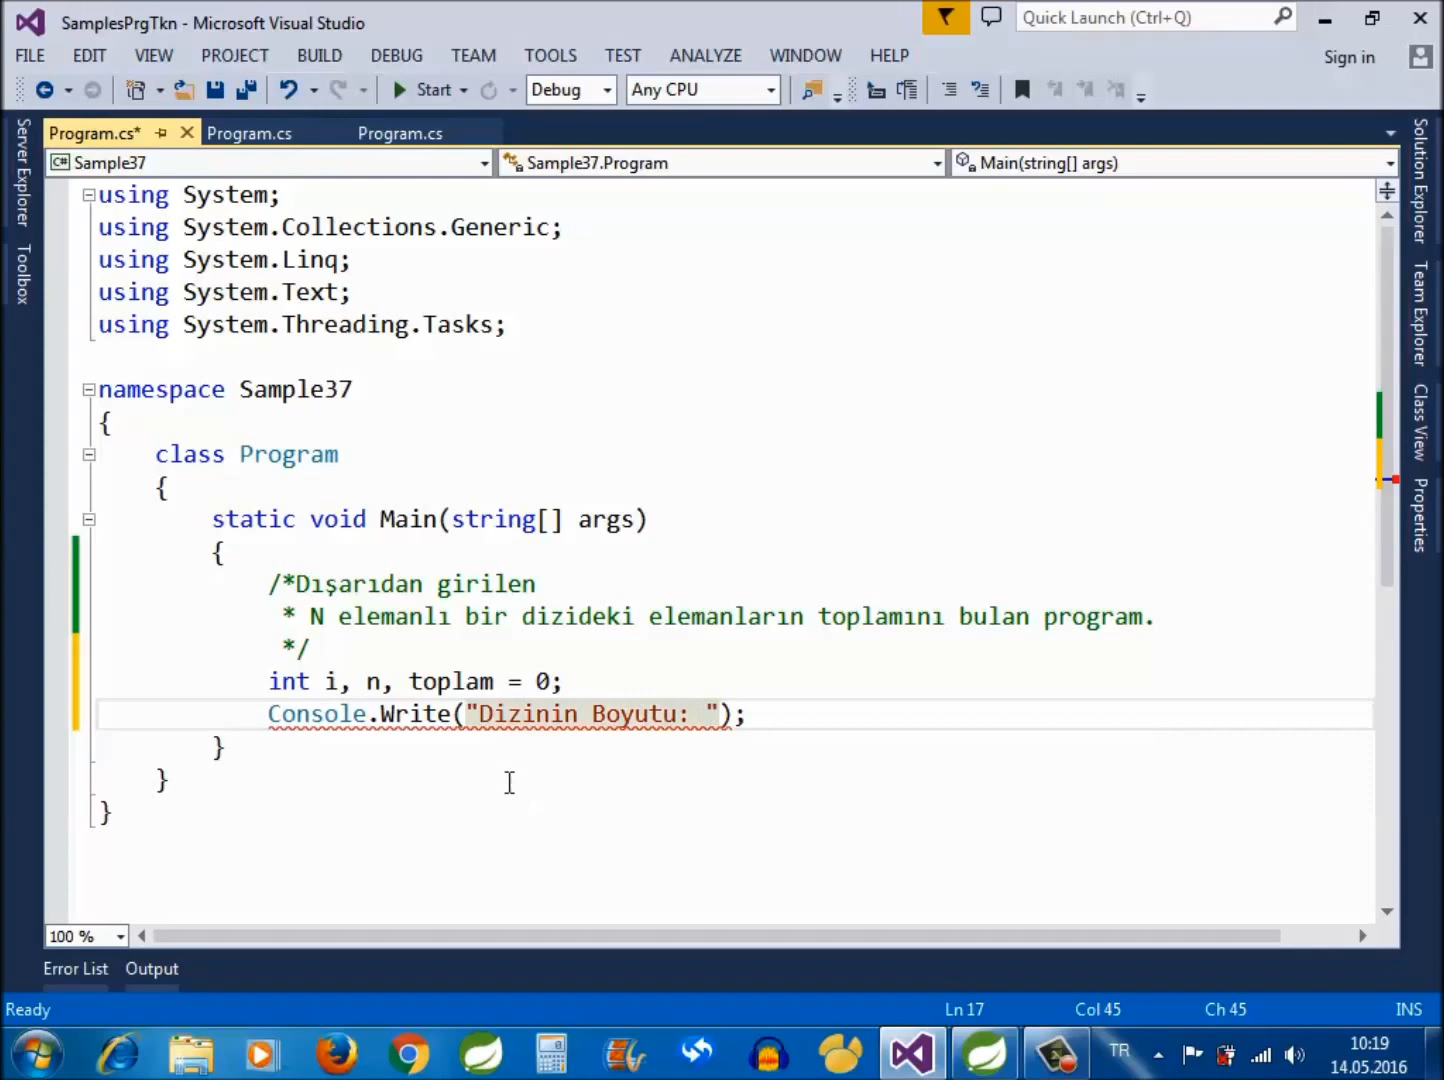 SamplesPrgTkn - Microsoft Visual Studio
Quick Launch (Ctrl+Q)
FILE EDIT VIEW PROJECT BUILD DEBUG TEAM TOOLS TEST ANALYZE WINDOW HELP
Sign in
Start Debug Any CPU
Program.cs* Program.cs Program.cs
C# Sample37 Sample37.Program Main(string[] args)
Server Explorer
Toolbox
Solution Explorer
Team Explorer
Class View
Properties
using System;
using System.Collections.Generic;
using System.Linq;
using System.Text;
using System.Threading.Tasks;
namespace Sample37
{
class Program
{
static void Main(string[] args)
{
/*Dışarıdan girilen
* N elemanlı bir dizideki elemanların toplamını bulan program.
*/
int i, n, toplam = 0;
Console.Write("Dizinin Boyutu: ");
}
}
}
100 %
Error List Output
Ready Ln 17 Col 45 Ch 45 INS
TR
10:19
14.05.2016